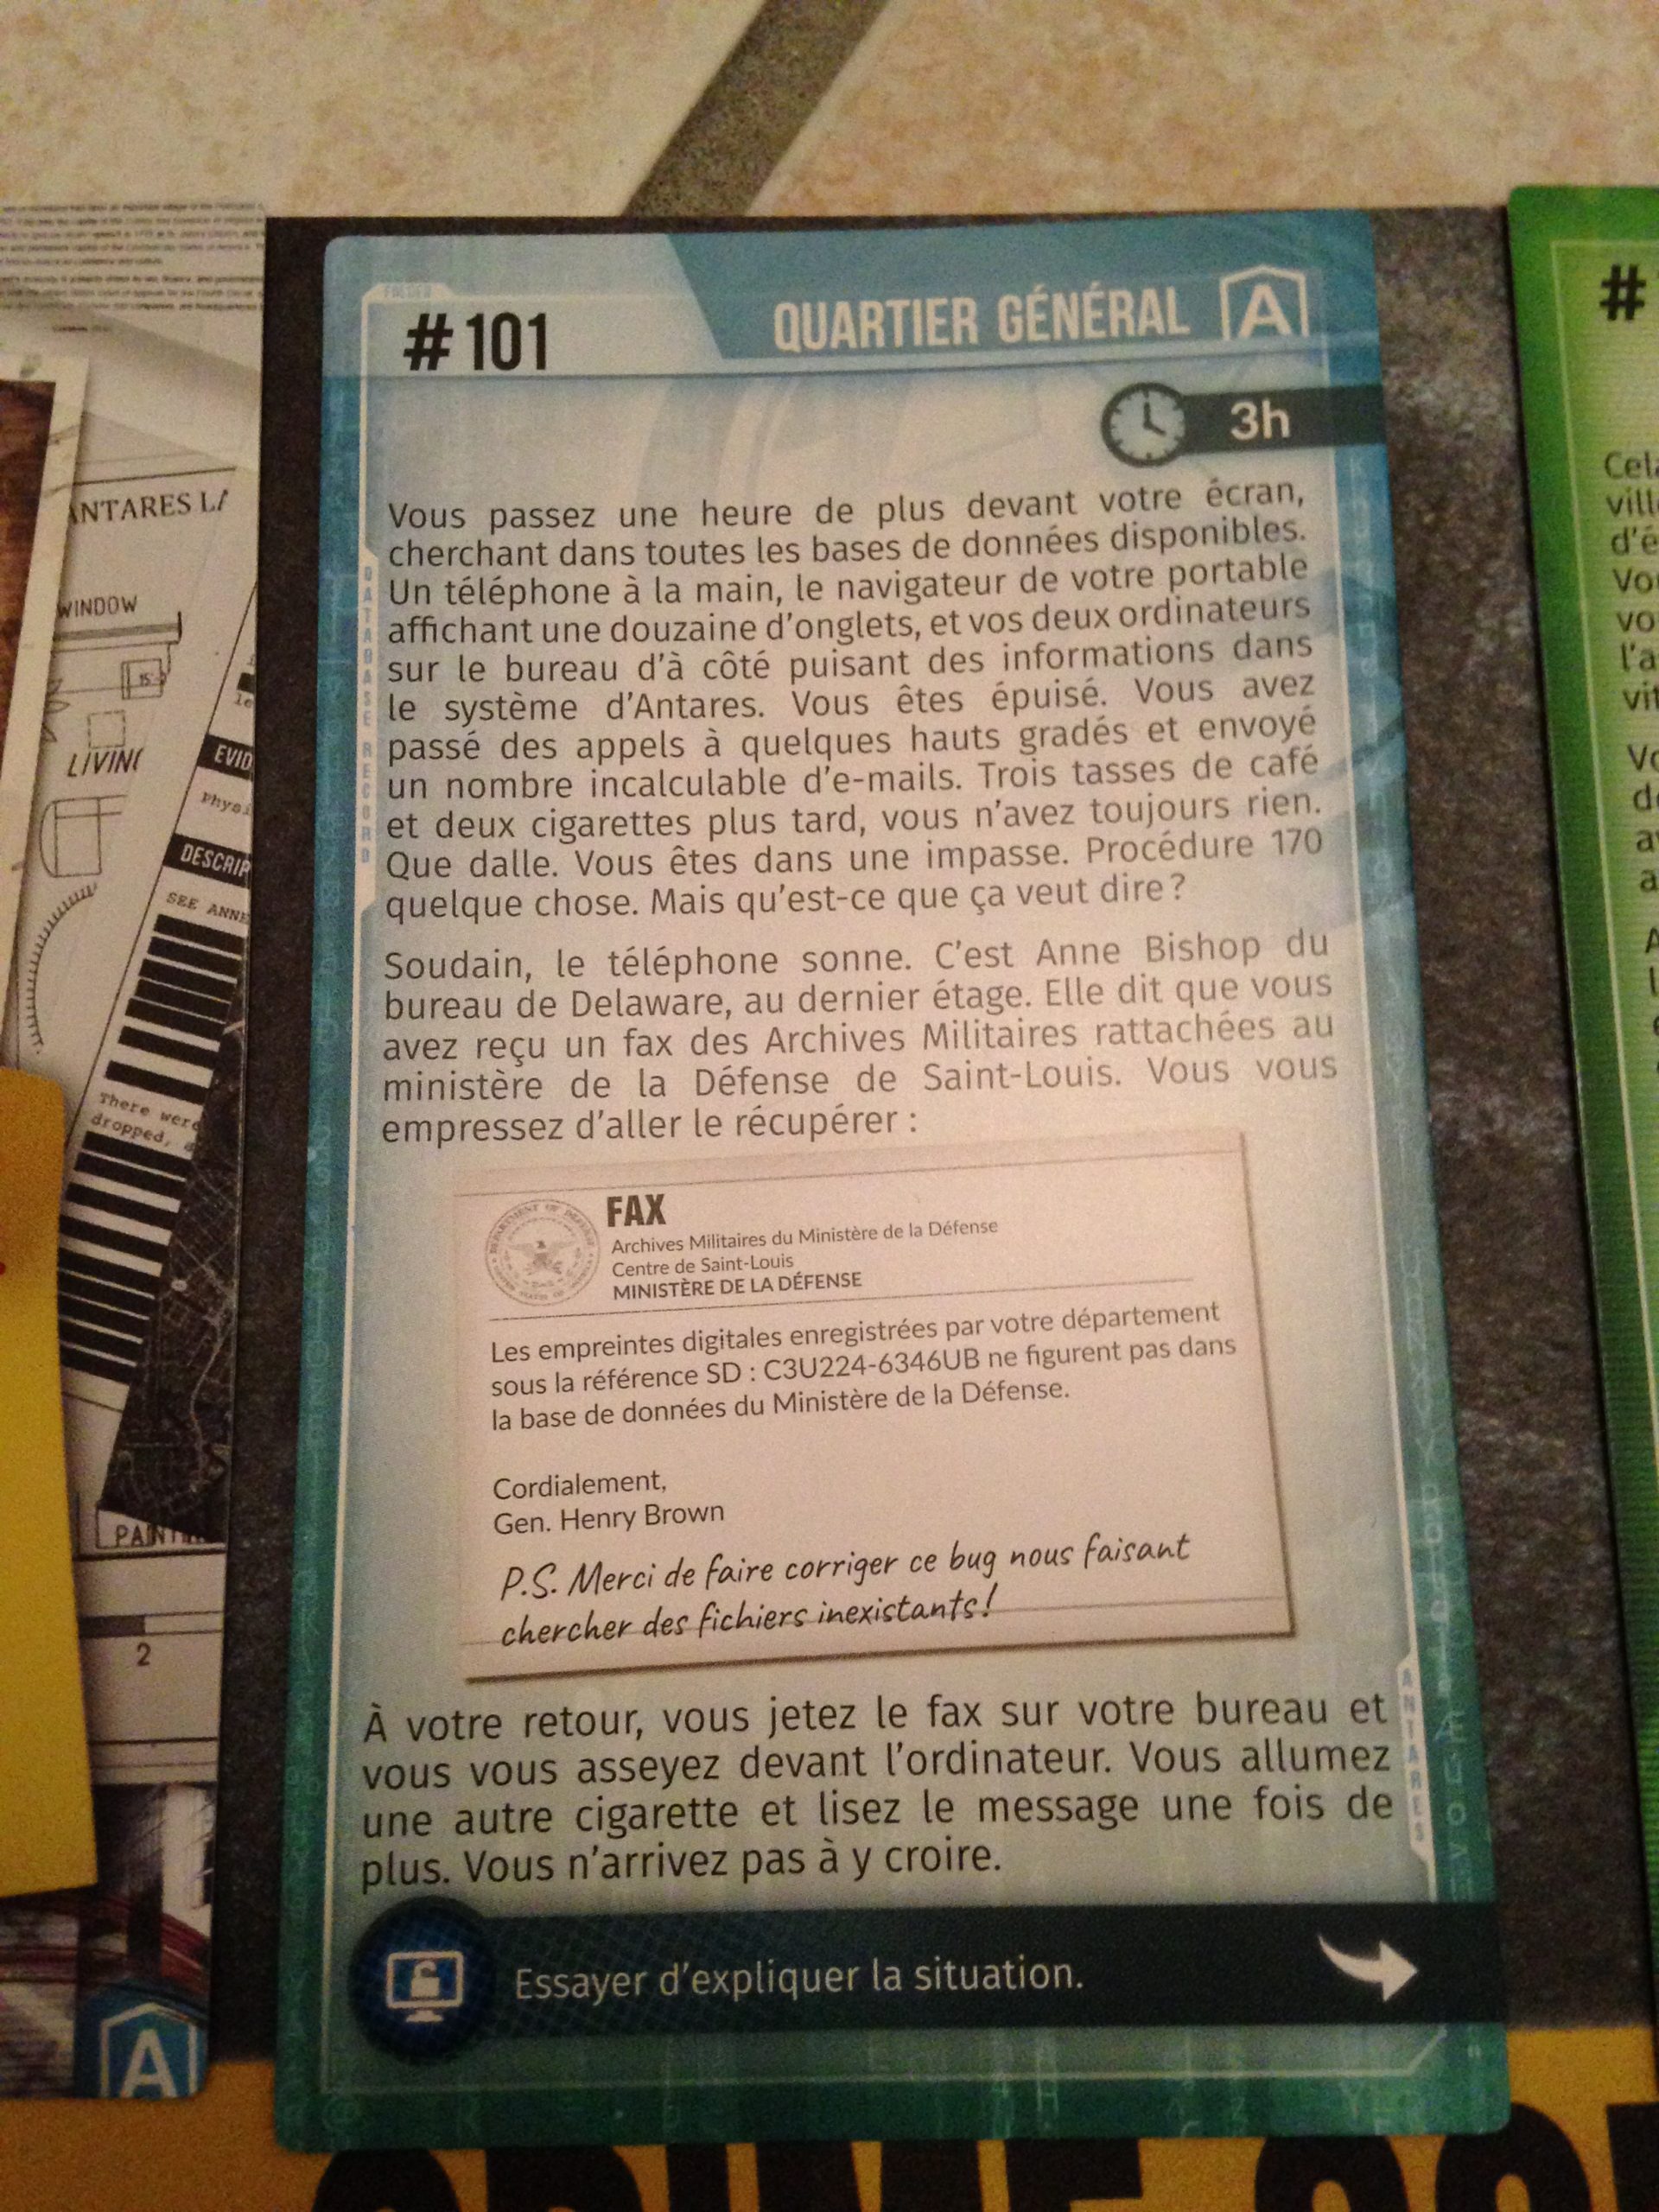 #101
QUARTIER GÉNÉRAL A
3h
Vous passez une heure de plus devant votre écran,
cherchant dans toutes les bases de données disponibles.
Un téléphone à la main, le navigateur de votre portable
affichant une douzaine d'onglets, et vos deux ordinateurs
sur le bureau d'à côté puisant des informations dans
le système d'Antares. Vous êtes épuisé. Vous avez
passé des appels à quelques hauts gradés et envoyé
un nombre incalculable d'e-mails. Trois tasses de café
et deux cigarettes plus tard, vous n'avez toujours rien.
Que dalle. Vous êtes dans une impasse. Procédure 170
quelque chose. Mais qu'est-ce que ça veut dire ?
Soudain, le téléphone sonne. C'est Anne Bishop du
bureau de Delaware, au dernier étage. Elle dit que vous
avez reçu un fax des Archives Militaires rattachées au
ministère de la Défense de Saint-Louis. Vous vous
empressez d'aller le récupérer :
FAX
Archives Militaires du Ministère de la Défense
Centre de Saint-Louis
MINISTÈRE DE LA DÉFENSE
Les empreintes digitales enregistrées par votre département
sous la référence SD : C3U224-6346UB ne figurent pas dans
la base de données du Ministère de la Défense.
Cordialement,
Gen. Henry Brown
P.S. Merci de faire corriger ce bug nous faisant
chercher des fichiers inexistants!
À votre retour, vous jetez le fax sur votre bureau et
vous vous asseyez devant l'ordinateur. Vous allumez
une autre cigarette et lisez le message une fois de
plus. Vous n'arrivez pas à y croire.
Essayer d'expliquer la situation.
DATABASE RECORD
ANTARES
WINDOW
SEE
There
dropped,
2
A
#